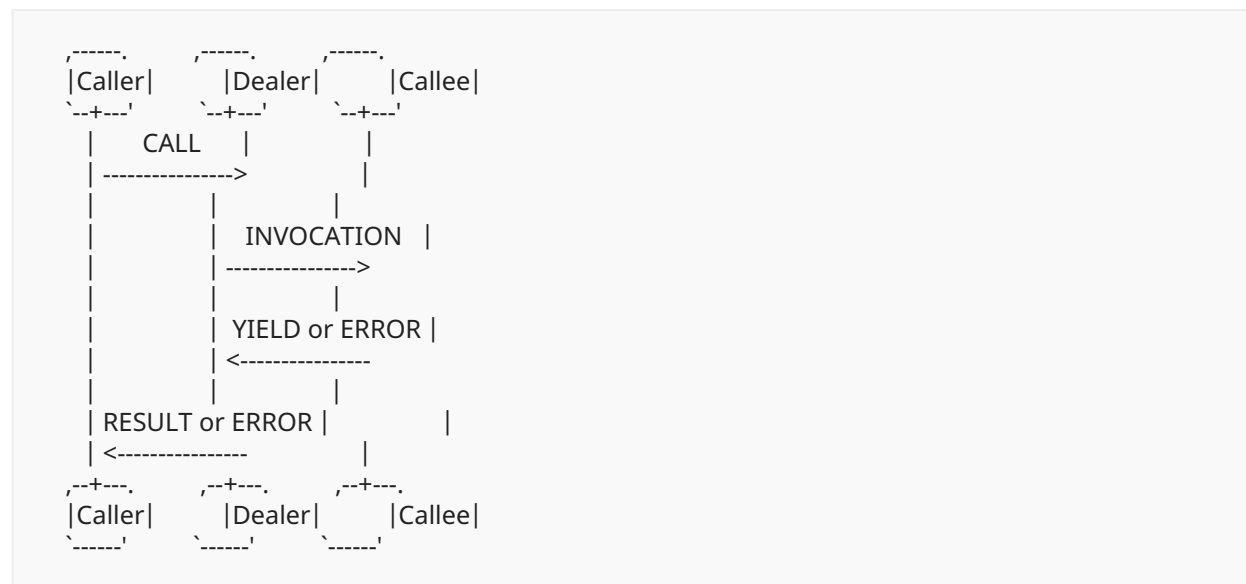 ,------.          ,------.          ,------.
|Caller|          |Dealer|          |Callee|
`--+---'          `--+---'          `--+---'
|       CALL      |                 |
| ---------------->                 |
|                 |                 |
|                 |    INVOCATION   |
|                 | ---------------->
|                 |                 |
|                 |  YIELD or ERROR |
|                 | <----------------
|                 |                 |
| RESULT or ERROR |                 |
| <----------------                 |
,--+---.          ,--+---.          ,--+---.
|Caller|          |Dealer|          |Callee|
`------'          `------'          `------'